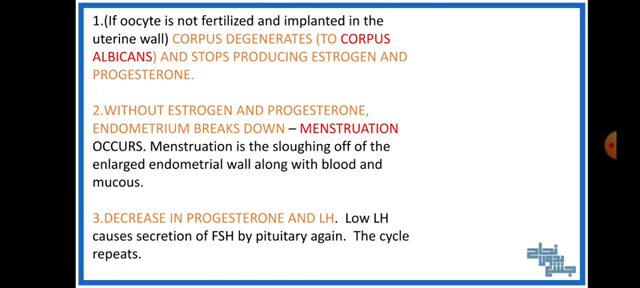 1.(If oocyte is not fertilized and implanted in the
uterine wall) CORPUS DEGENERATES (TO CORPUS
ALBICANS) AND STOPS PRODUCING ESTROGEN AND
PROGESTERONE.
2.WITHOUT ESTROGEN AND PROGESTERONE,
ENDOMETRIUM BREAKS DOWN – MENSTRUATION
OCCURS. Menstruation is the sloughing off of the
enlarged endometrial wall along with blood and
mucous.
3.DECREASE IN PROGESTERONE AND LH. Low LH
causes secretion of FSH by pituitary again. The cycle
repeats.